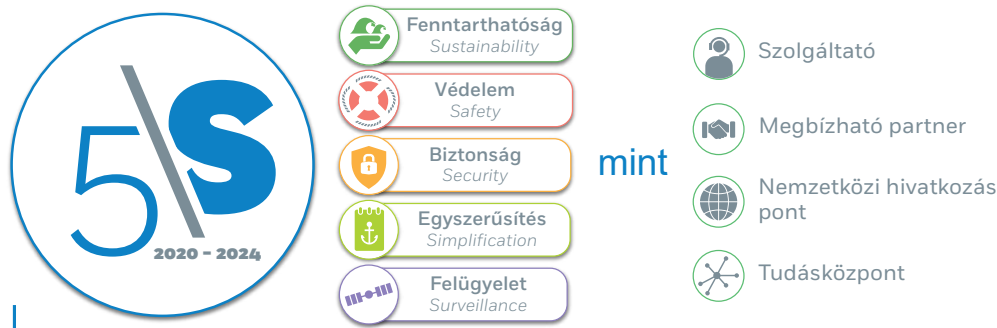 5\S
2020 - 2024
Fenntarthatóság
Sustainability
Védelem
Safety
Biztonság
Security
Egyszerűsítés
Simplification
Felügyelet
Surveillance
mint
Szolgáltató
Megbízható partner
Nemzetközi hivatkozás
pont
Tudásközpont